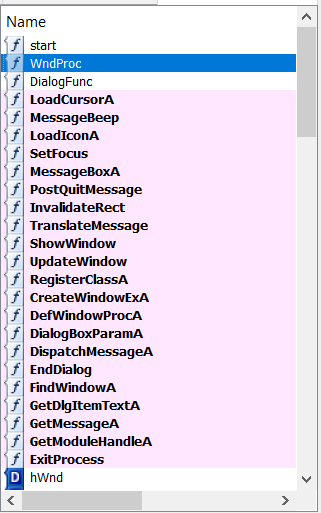 Name
f start
f WndProc
f DialogFunc
f LoadCursorA
f MessageBeep
f LoadIconA
f SetFocus
f MessageBoxA
f PostQuitMessage
f InvalidateRect
f TranslateMessage
f ShowWindow
f UpdateWindow
f RegisterClassA
f CreateWindowExA
f DefWindowProcA
f DialogBoxParamA
f DispatchMessageA
f EndDialog
f FindWindowA
f GetDlgItemTextA
f GetMessageA
f GetModuleHandleA
f ExitProcess
D hWnd